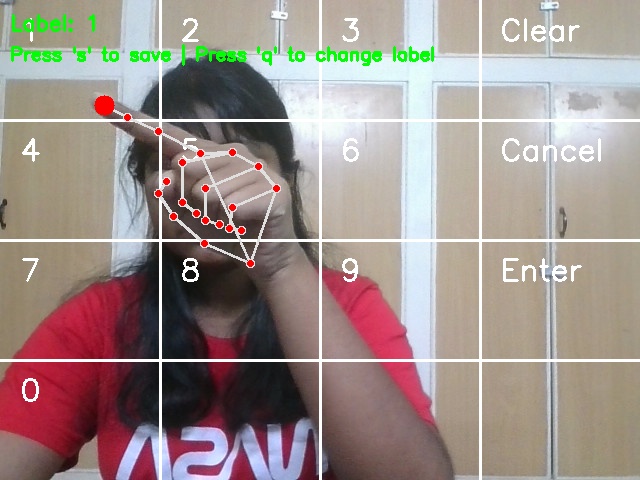 Label: 1
1 2 3 Clear
Press 's' to save | Press 'q' to change label
4 5 6 Cancel
7 8 9 Enter
0
NASA